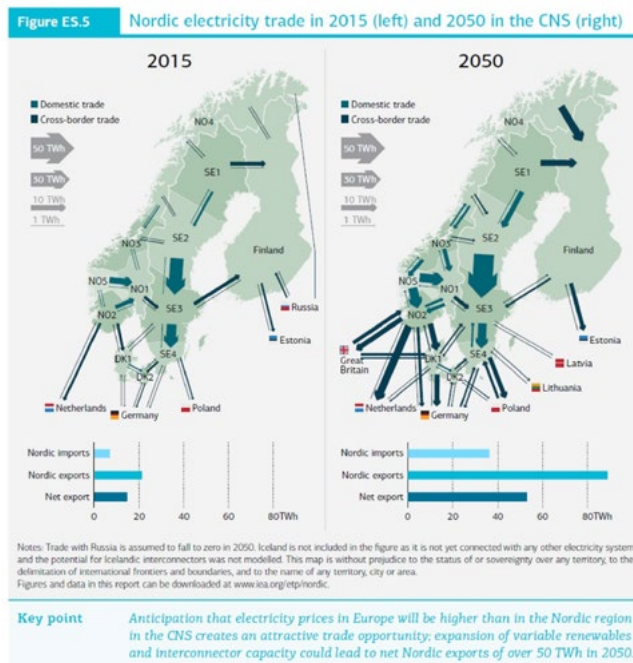 Figure ES.5
Nordic electricity trade in 2015 (left) and 2050 in the CNS (right)
2015
Domestic trade
Cross-border trade
50 TWh
30 TWh
10 TWh
1 TWh
NO4
SE1
SE2
NO3
Finland
NO5
NO1
NO2
SE3
Russia
Estonia
DK1
SE4
DK2
Netherlands
Germany
Poland
Nordic imports
Nordic exports
Net export
0 20 40 60 80TWh
2050
Domestic trade
Cross-border trade
50 TWh
30 TWh
10 TWh
1 TWh
NO4
SE1
SE2
NO3
Finland
NO5
NO1
NO2
SE3
Estonia
Great
Britain
DK1
SE4
Latvia
DK2
Lithuania
Netherlands
Germany
Poland
Nordic imports
Nordic exports
Net export
0 20 40 60 80TWh
Notes: Trade with Russia is assumed to fall to zero in 2050. Iceland is not included in the figure as it is not yet connected with any other electricity system
and the potential for Icelandic interconnectors was not modelled. This map is without prejudice to the status of or sovereignty over any territory, to the
delimitation of international frontiers and boundaries, and to the name of any territory, city or area.
Figures and data in this report can be downloaded at www.iea.org/etp/nordic.
Key point
Anticipation that electricity prices in Europe will be higher than in the Nordic region
in the CNS creates an attractive trade opportunity; expansion of variable renewables
and interconnector capacity could lead to net Nordic exports of over 50 TWh in 2050.